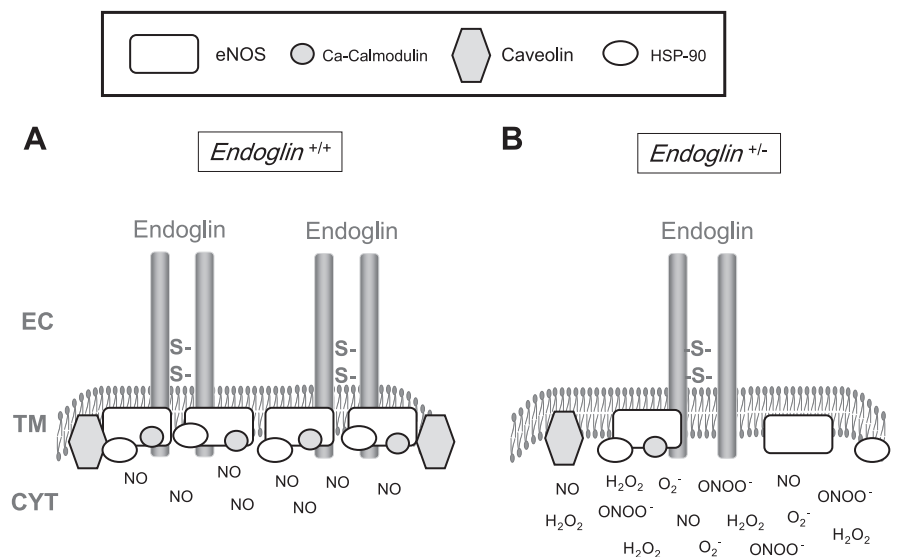 eNOS
Ca-Calmodulin
Caveolin
HSP-90
A
Endoglin +/+
B
Endoglin +/-
Endoglin
Endoglin
Endoglin
EC
S-
S-
S-
S-
-S-
-S-
TM
CYT
NO
NO
NO
NO
NO
NO
NO
NO
NO
H₂O₂
O₂⁻
ONOO⁻
NO
ONOO⁻
H₂O₂
ONOO⁻
NO
H₂O₂
O₂⁻
H₂O₂
H₂O₂
O₂⁻
ONOO⁻